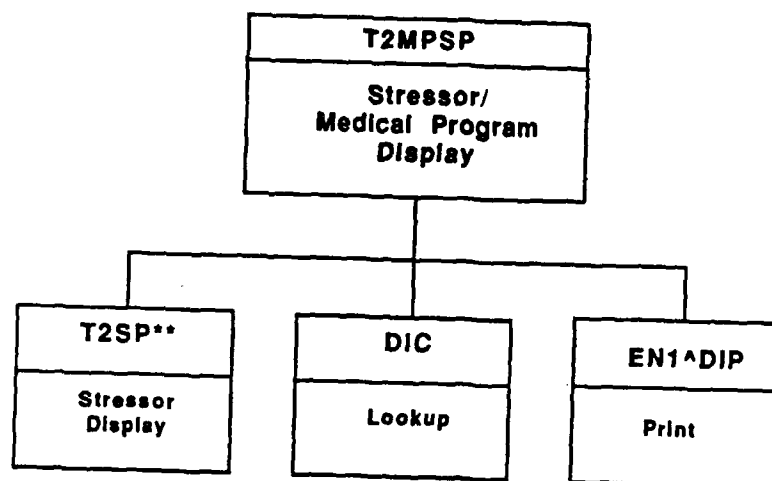 T2MPSP
Stressor/
Medical Program
Display
T2SP**
Stressor
Display
DIC
Lookup
EN1^DIP
Print